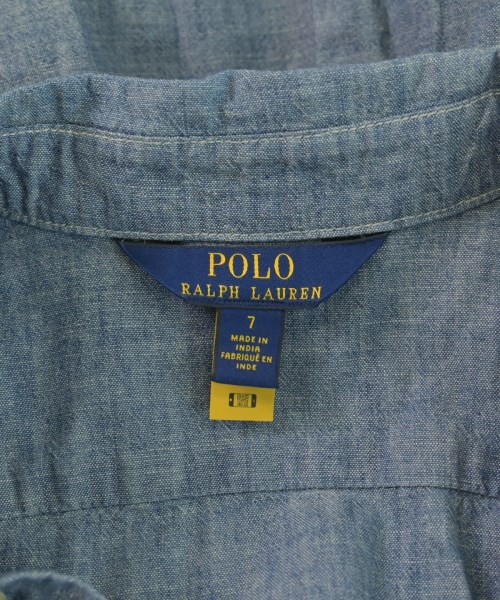 POLO
RALPH LAUREN
7
MADE IN
INDIA
FABRIQUÉ EN
INDE